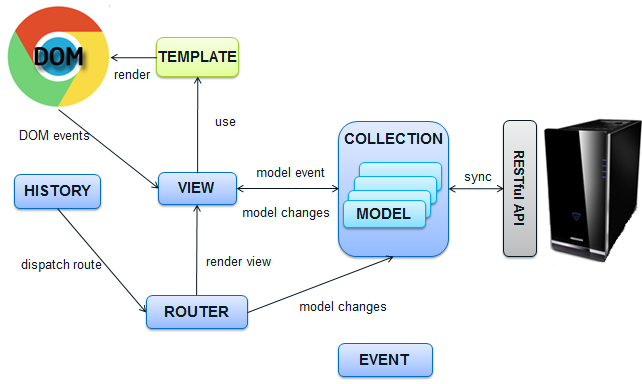 DOM
TEMPLATE
render
use
DOM events
COLLECTION
HISTORY
VIEW
model event
model changes
MODEL
sync
RESTful API
dispatch route
render view
ROUTER
model changes
EVENT